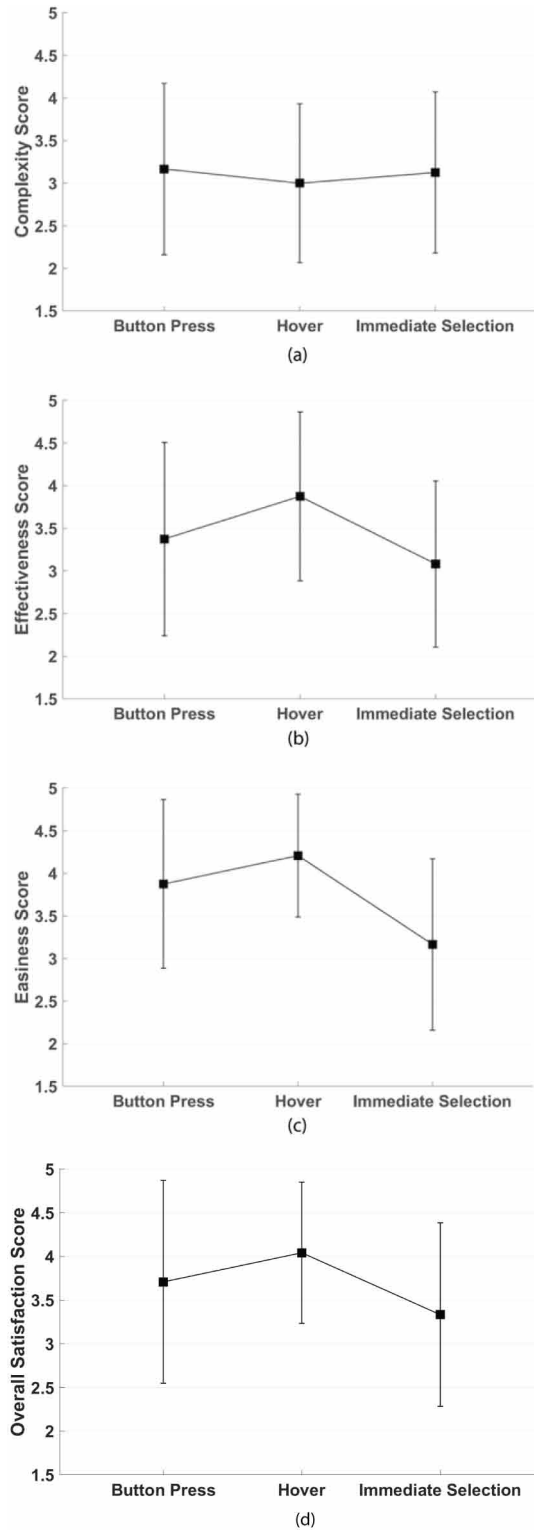 5
4.5
4
3.5
3
2.5
2
1.5
Complexity Score
Button Press Hover Immediate Selection
(a)
5
4.5
4
3.5
3
2.5
2
1.5
Effectiveness Score
Button Press Hover Immediate Selection
(b)
5
4.5
4
3.5
3
2.5
2
1.5
Easiness Score
Button Press Hover Immediate Selection
(c)
5
4.5
4
3.5
3
2.5
2
1.5
Overall Satisfaction Score
Button Press Hover Immediate Selection
(d)